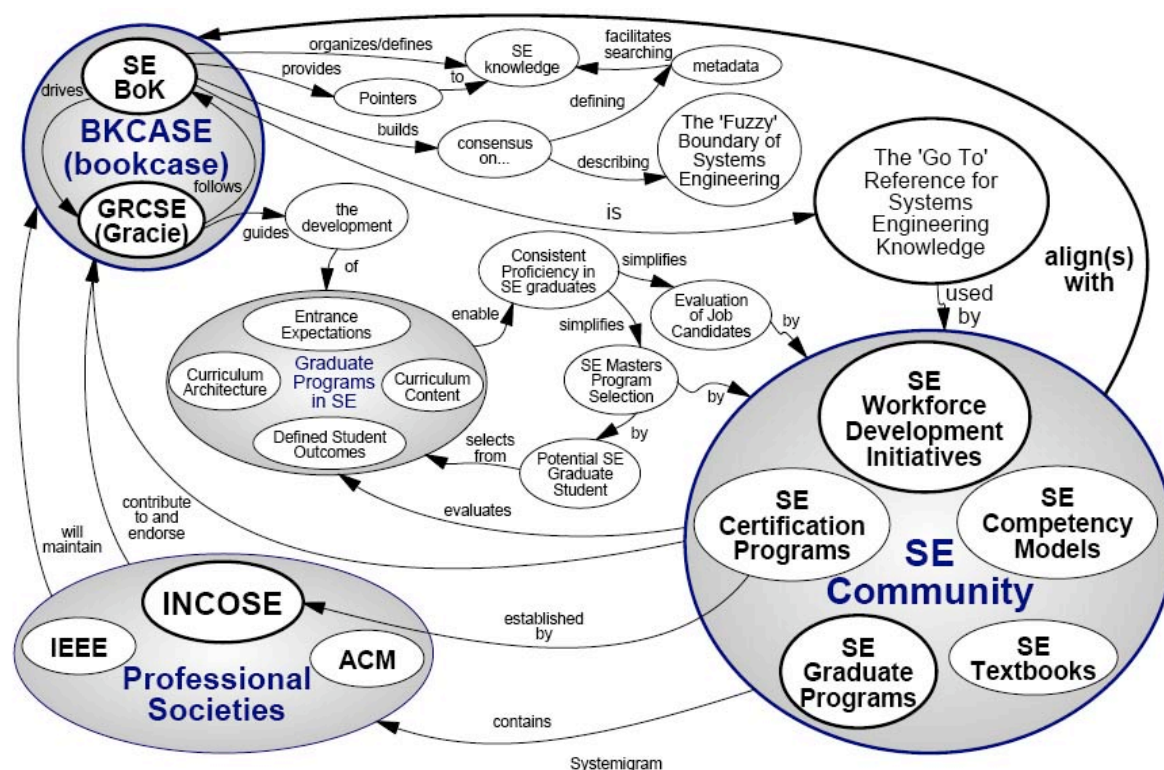 SE
BoK
drives
BKCASE
(bookcase)
follows
GRCSE
(Gracie)
organizes/defines
provides
Pointers
to
SE
knowledge
facilitates
searching
metadata
defining
builds
consensus
on...
describing
The 'Fuzzy'
Boundary of
Systems
Engineering
is
The 'Go To'
Reference for
Systems
Engineering
Knowledge
align(s)
with
used
by
guides
the
development
of
Entrance
Expectations
Graduate
Programs
in SE
Curriculum
Architecture
Curriculum
Content
Defined Student
Outcomes
enable
Consistent
Proficiency in
SE graduates
simplifies
Evaluation
of Job
Candidates
by
simplifies
SE Masters
Program
Selection
by
by
Potential SE
Graduate
Student
selects
from
evaluates
SE
Workforce
Development
Initiatives
SE
Certification
Programs
SE
Competency
Models
SE
Community
SE
Graduate
Programs
SE
Textbooks
will
maintain
contribute
to and
endorse
INCOSE
IEEE
ACM
Professional
Societies
established
by
contains
Systemigram